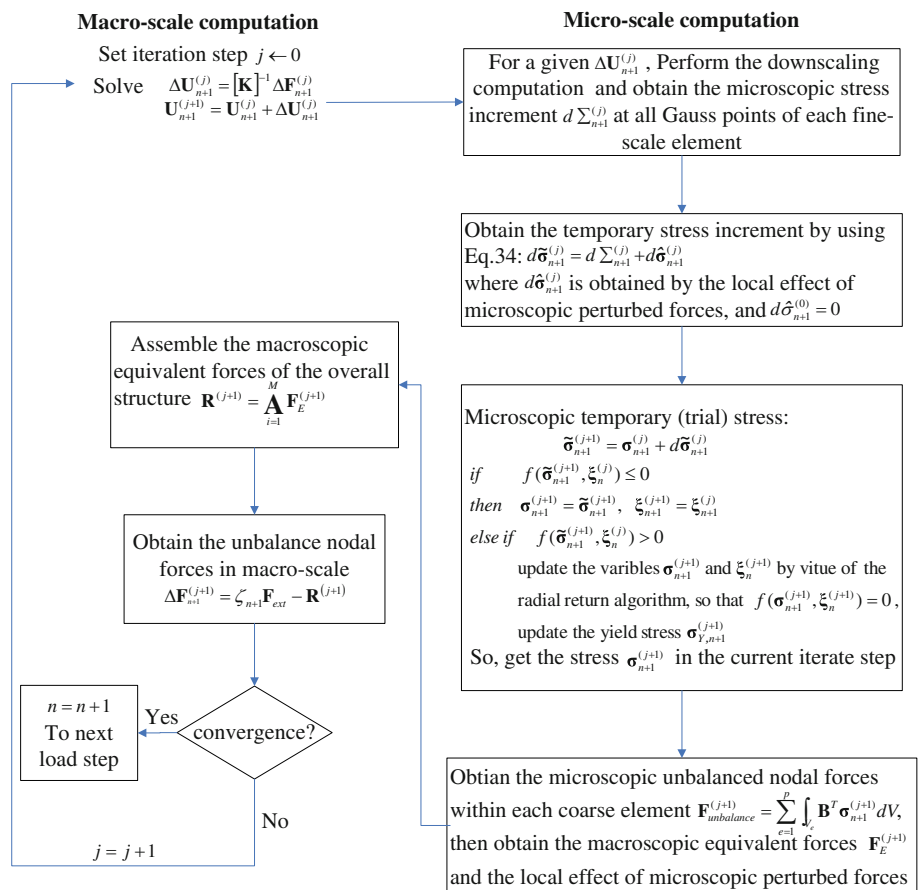 Macro-scale computation
Set iteration step j ← 0
Solve ΔU_{n+1}^{(j)} = [K]^{-1} ΔF_{n+1}^{(j)}
U_{n+1}^{(j+1)} = U_{n+1}^{(j)} + ΔU_{n+1}^{(j)}
Micro-scale computation
For a given ΔU_{n+1}^{(j)} , Perform the downscaling
computation and obtain the microscopic stress
increment d∑_{n+1}^{(j)} at all Gauss points of each fine-
scale element
Obtain the temporary stress increment by using
Eq.34: dσ̃_{n+1}^{(j)} = d∑_{n+1}^{(j)} + dσ̂_{n+1}^{(j)}
where dσ̂_{n+1}^{(j)} is obtained by the local effect of
microscopic perturbed forces, and dσ̂_{n+1}^{(0)} = 0
Microscopic temporary (trial) stress:
σ̃_{n+1}^{(j+1)} = σ_{n+1}^{(j)} + dσ̃_{n+1}^{(j)}
if f(σ̃_{n+1}^{(j+1)}, ξ_n^{(j)}) ≤ 0
then σ_{n+1}^{(j+1)} = σ̃_{n+1}^{(j+1)}, ξ_{n+1}^{(j+1)} = ξ_{n+1}^{(j)}
else if f(σ̃_{n+1}^{(j+1)}, ξ_n^{(j)}) > 0
update the varibles σ_{n+1}^{(j+1)} and ξ_n^{(j+1)} by vitue of the
radial return algorithm, so that f(σ_{n+1}^{(j+1)}, ξ_n^{(j+1)}) = 0 ,
update the yield stress σ_{Y,n+1}^{(j+1)}
So, get the stress σ_{n+1}^{(j+1)} in the current iterate step
Obtian the microscopic unbalanced nodal forces
within each coarse element F_{unbalance}^{(j+1)} = ∑_{e=1}^{p} ∫_{V_e} B^T σ_{n+1}^{(j+1)} dV,
then obtain the macroscopic equivalent forces F_E^{(j+1)}
and the local effect of microscopic perturbed forces
Assemble the macroscopic
equivalent forces of the overall
structure R^{(j+1)} = A_{i=1}^{M} F_E^{(j+1)}
Obtain the unbalance nodal
forces in macro-scale
ΔF_{n+1}^{(j+1)} = ζ_{n+1} F_{ext} − R^{(j+1)}
convergence?
Yes
n = n+1
To next
load step
No
j = j+1